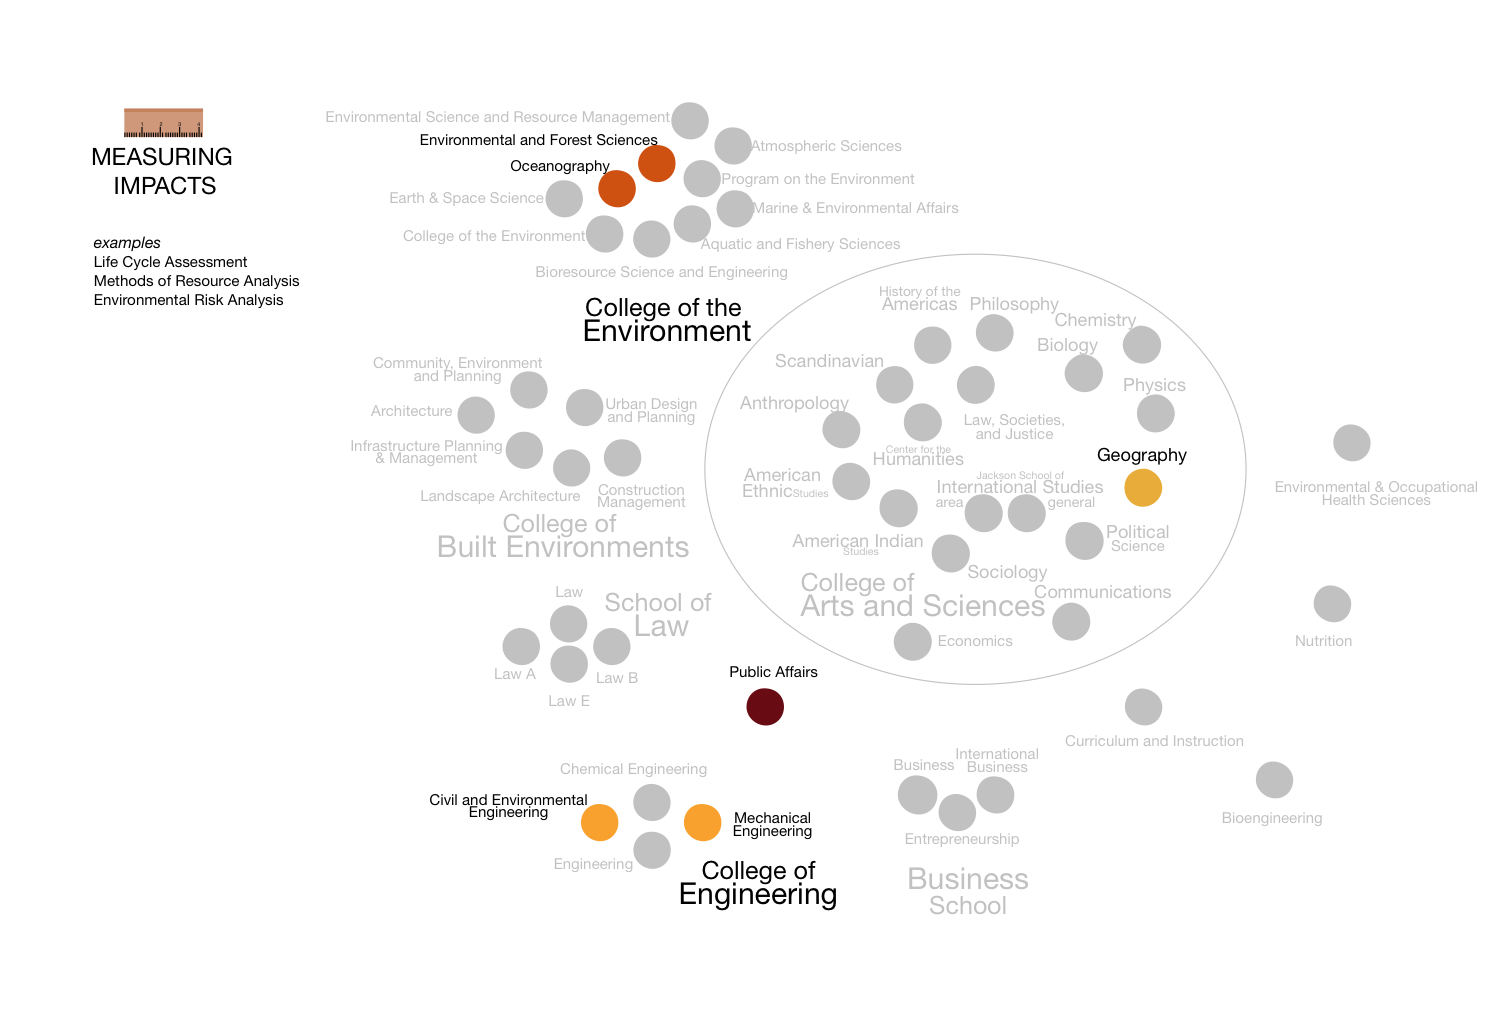 1 2 3 4
MEASURING
IMPACTS
examples
Life Cycle Assessment
Methods of Resource Analysis
Environmental Risk Analysis
Environmental Science and Resource Management
Environmental and Forest Sciences
Oceanography
Earth & Space Science
College of the Environment
Bioresource Science and Engineering
Atmospheric Sciences
Program on the Environment
Marine & Environmental Affairs
Aquatic and Fishery Sciences
College of the
Environment
Community, Environment
and Planning
Architecture
Infrastructure Planning
& Management
Landscape Architecture
Urban Design
and Planning
Construction
Management
College of
Built Environments
History of the
Americas
Philosophy
Chemistry
Biology
Physics
Scandinavian
Anthropology
Law, Societies,
and Justice
Center for the
Humanities
American
Ethnic Studies
Jackson School of
International Studies
area
general
Geography
American Indian
Studies
Sociology
Political
Science
Communications
College of
Arts and Sciences
Economics
Environmental & Occupational
Health Sciences
Nutrition
Law
School of
Law
Law A
Law B
Law E
Public Affairs
Curriculum and Instruction
Bioengineering
Chemical Engineering
Civil and Environmental
Engineering
Mechanical
Engineering
Engineering
College of
Engineering
Business
International
Business
Entrepreneurship
Business
School